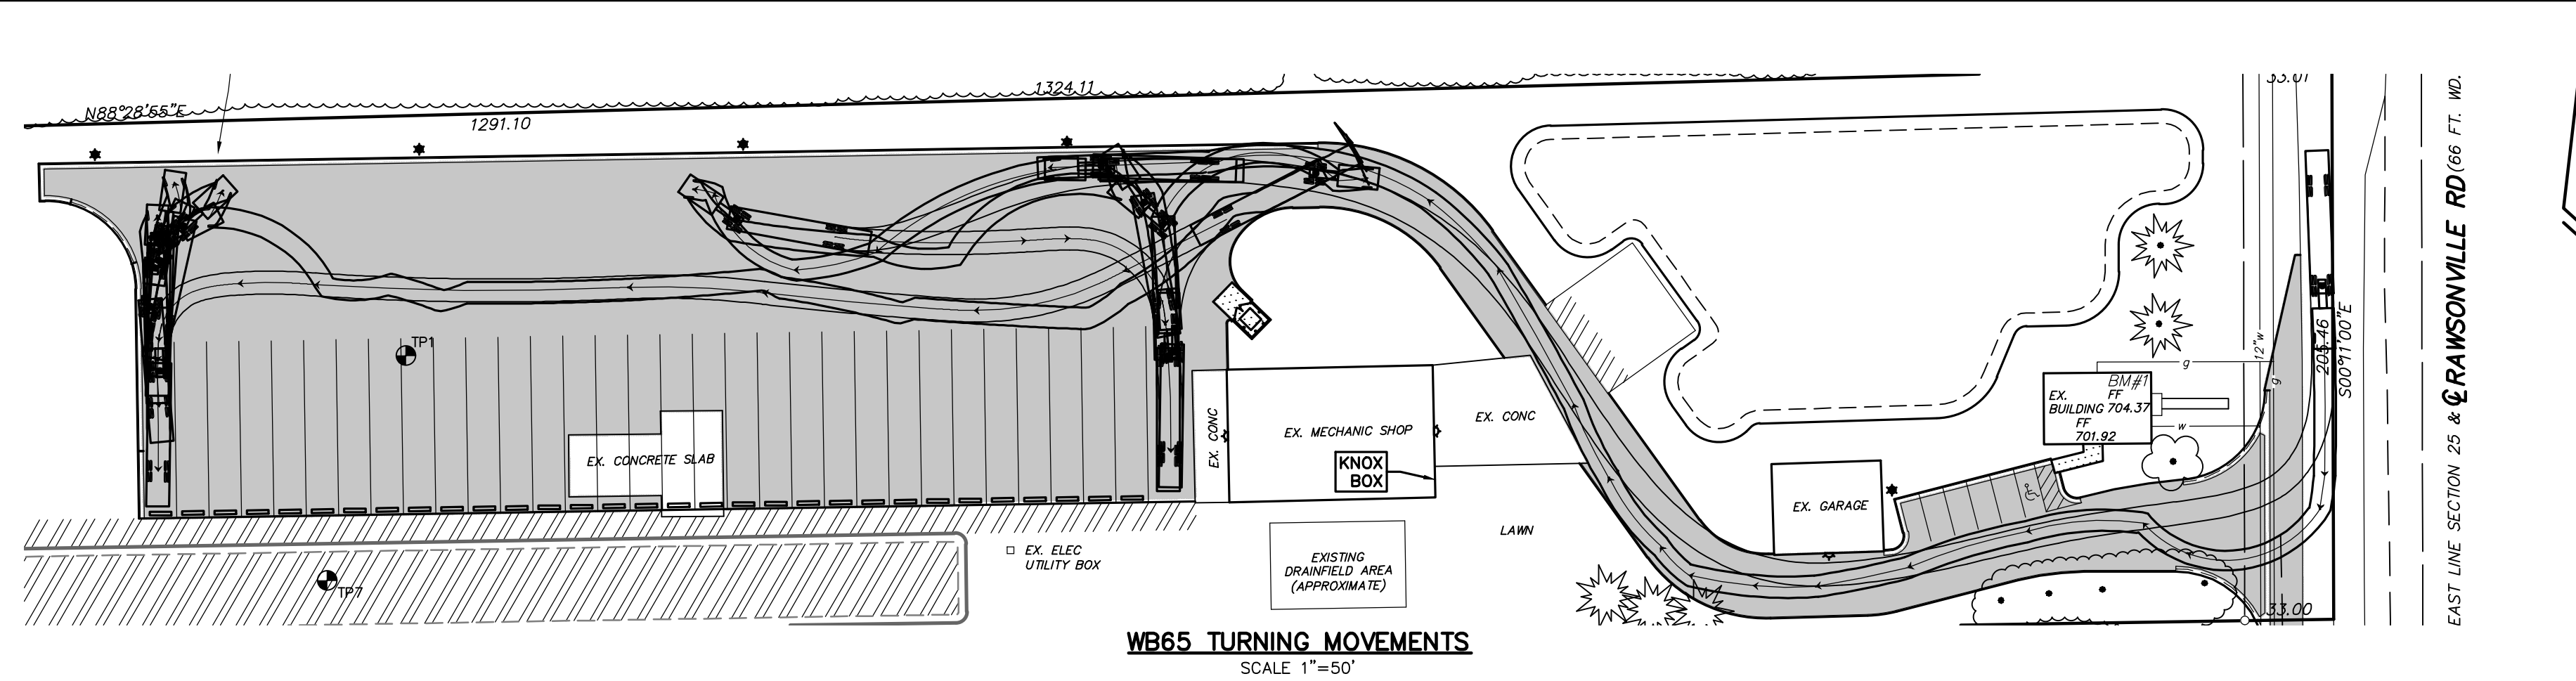 N88°28'55"E
1324.11
1291.10
33.01
TP1
EX. CONCRETE SLAB
EX. CONC
EX. MECHANIC SHOP
KNOX
BOX
EX. CONC
LAWN
EX. GARAGE
BM#1
EX. FF
BUILDING 704.37
FF
701.92
g
w
12"w
g
205.46
S00°11'00"E
EAST LINE SECTION 25 & ℄ RAWSONVILLE RD (66 FT. WD.
TP7
EX. ELEC
UTILITY BOX
EXISTING
DRAINFIELD AREA
(APPROXIMATE)
33.00
WB65 TURNING MOVEMENTS
SCALE 1"=50'